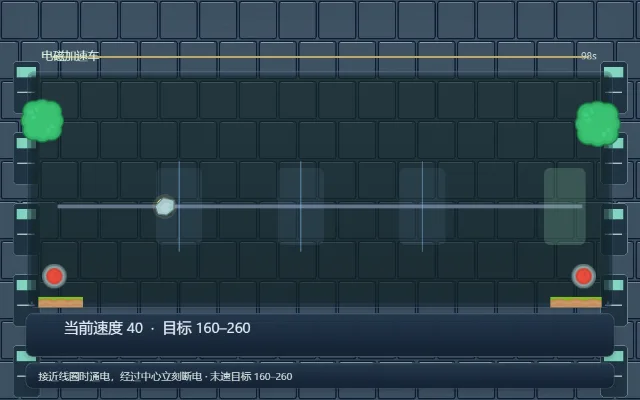 电磁加速车
98s
当前速度 40 · 目标 160–260
接近线圈时通电，经过中心立刻断电 · 末速目标 160–260